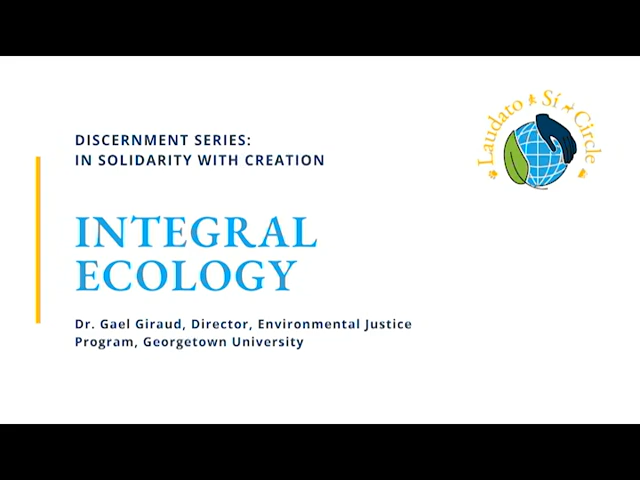 DISCERNMENT SERIES:
IN SOLIDARITY WITH CREATION
Laudato Sí Circle
INTEGRAL
ECOLOGY
Dr. Gael Giraud, Director, Environmental Justice
Program, Georgetown University